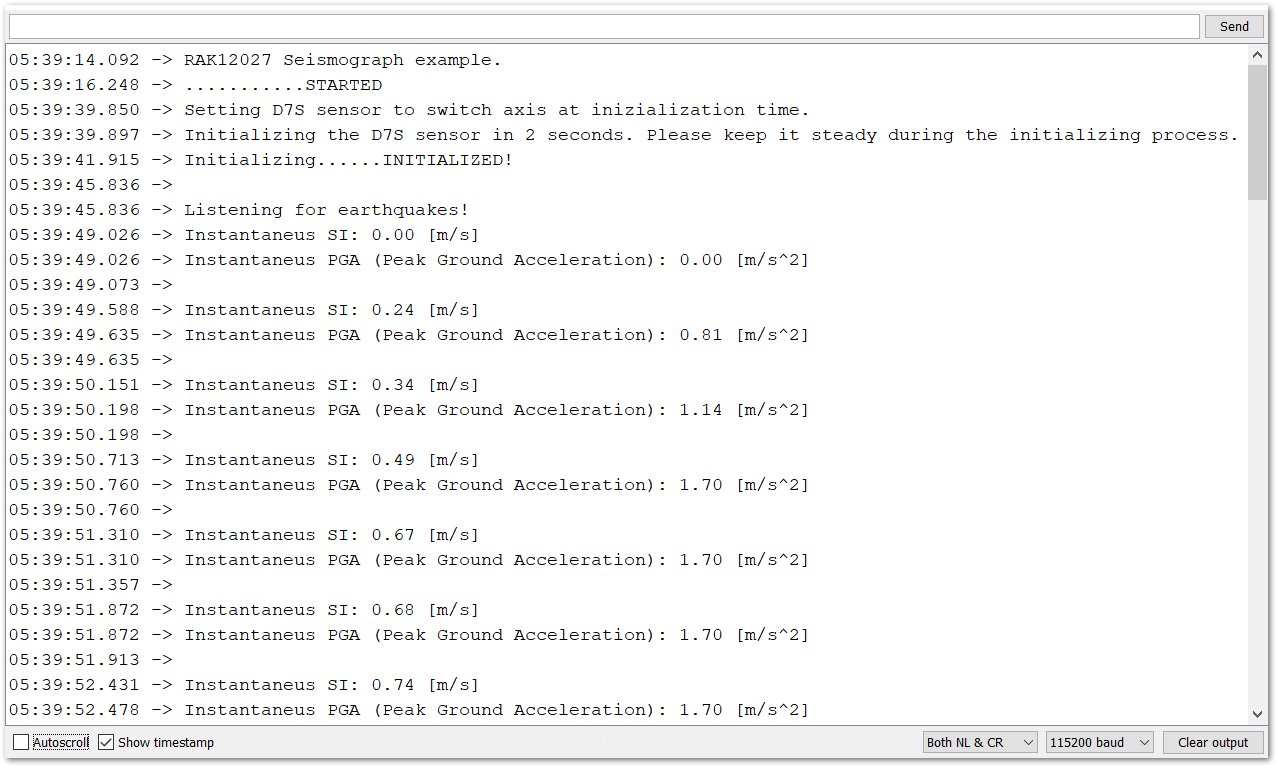 Send
05:39:14.092 -> RAK12027 Seismograph example.
05:39:16.248 -> ...........STARTED
05:39:39.850 -> Setting D7S sensor to switch axis at inizialization time.
05:39:39.897 -> Initializing the D7S sensor in 2 seconds. Please keep it steady during the initializing process.
05:39:41.915 -> Initializing......INITIALIZED!
05:39:45.836 ->
05:39:45.836 -> Listening for earthquakes!
05:39:49.026 -> Instantaneus SI: 0.00 [m/s]
05:39:49.026 -> Instantaneus PGA (Peak Ground Acceleration): 0.00 [m/s^2]
05:39:49.073 ->
05:39:49.588 -> Instantaneus SI: 0.24 [m/s]
05:39:49.635 -> Instantaneus PGA (Peak Ground Acceleration): 0.81 [m/s^2]
05:39:49.635 ->
05:39:50.151 -> Instantaneus SI: 0.34 [m/s]
05:39:50.198 -> Instantaneus PGA (Peak Ground Acceleration): 1.14 [m/s^2]
05:39:50.198 ->
05:39:50.713 -> Instantaneus SI: 0.49 [m/s]
05:39:50.760 -> Instantaneus PGA (Peak Ground Acceleration): 1.70 [m/s^2]
05:39:50.760 ->
05:39:51.310 -> Instantaneus SI: 0.67 [m/s]
05:39:51.310 -> Instantaneus PGA (Peak Ground Acceleration): 1.70 [m/s^2]
05:39:51.357 ->
05:39:51.872 -> Instantaneus SI: 0.68 [m/s]
05:39:51.872 -> Instantaneus PGA (Peak Ground Acceleration): 1.70 [m/s^2]
05:39:51.913 ->
05:39:52.431 -> Instantaneus SI: 0.74 [m/s]
05:39:52.478 -> Instantaneus PGA (Peak Ground Acceleration): 1.70 [m/s^2]
Autoscroll Show timestamp Both NL & CR 115200 baud Clear output